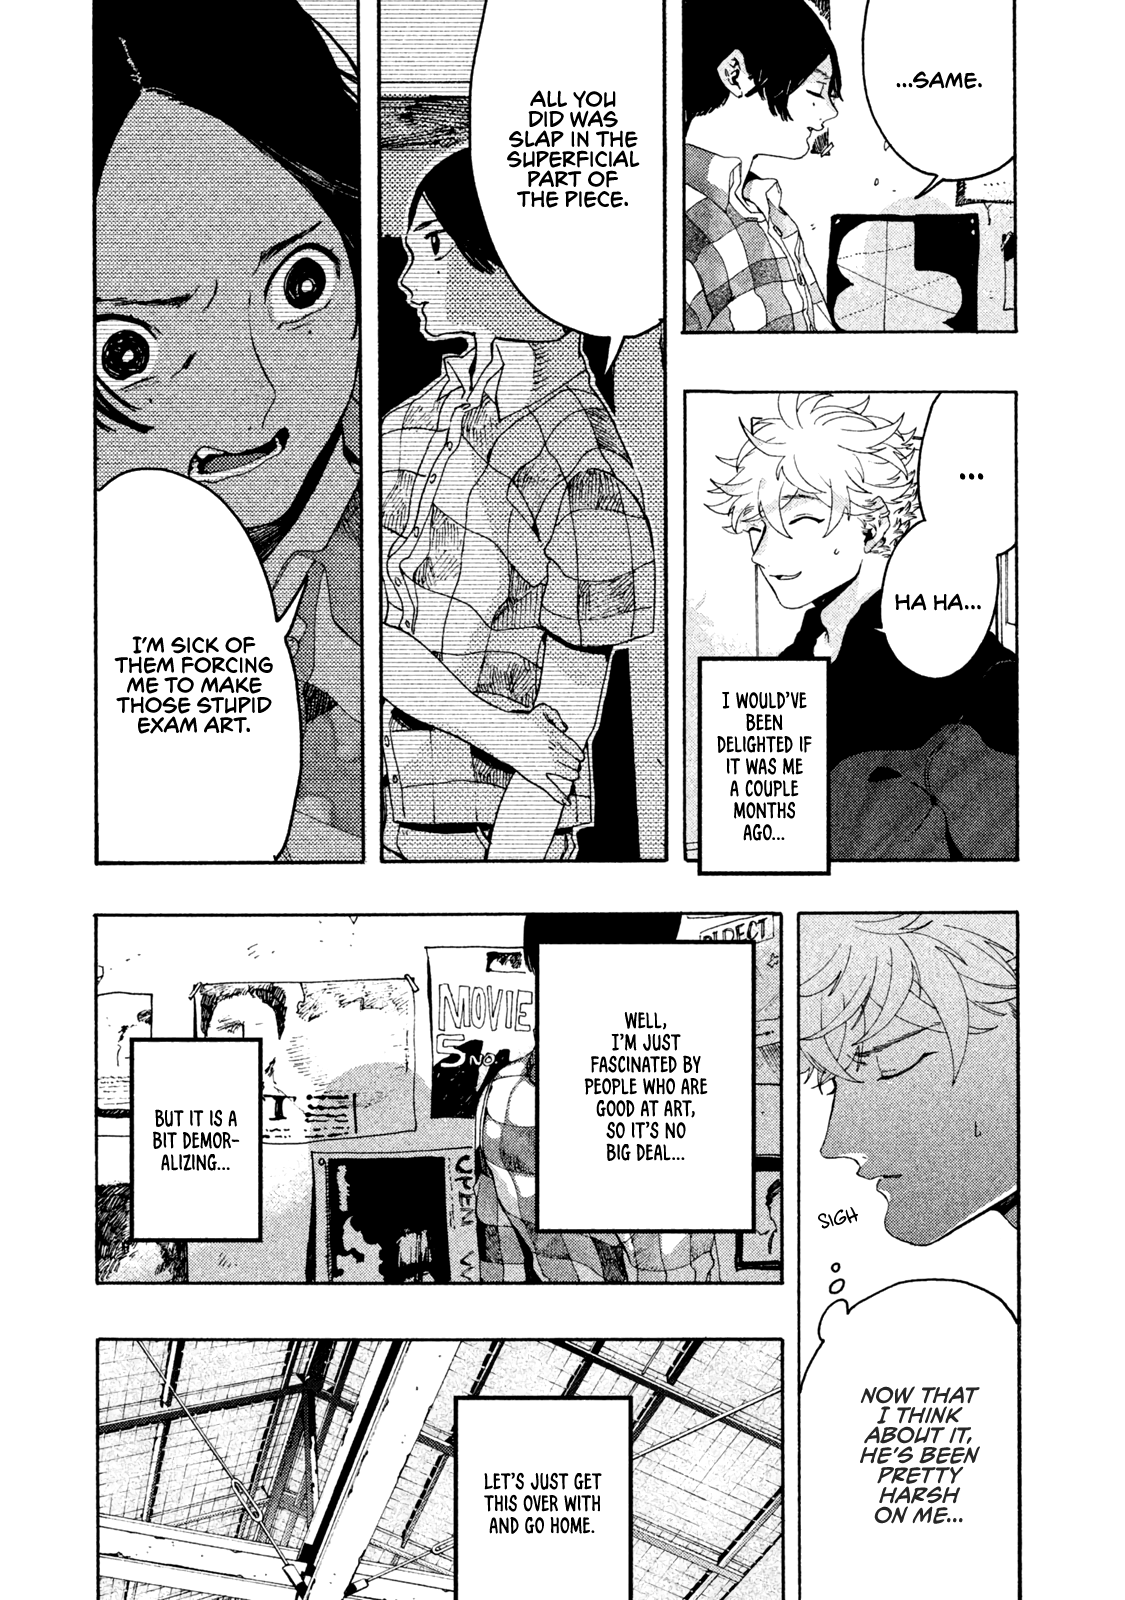 ...SAME.
...
HA HA...
I WOULD'VE
BEEN
DELIGHTED IF
IT WAS ME
A COUPLE
MONTHS
AGO...
ALL YOU
DID WAS
SLAP IN THE
SUPERFICIAL
PART OF
THE PIECE.
I'M SICK OF
THEM FORCING
ME TO MAKE
THOSE STUPID
EXAM ART.
SIGH
NOW THAT
I THINK
ABOUT IT,
HE'S BEEN
PRETTY
HARSH
ON ME...
WELL,
I'M JUST
FASCINATED BY
PEOPLE WHO ARE
GOOD AT ART,
SO IT'S NO
BIG DEAL...
MOVIE
5 NO.
OPEN W
BUT IT IS A
BIT DEMOR-
ALIZING...
LET'S JUST GET
THIS OVER WITH
AND GO HOME.